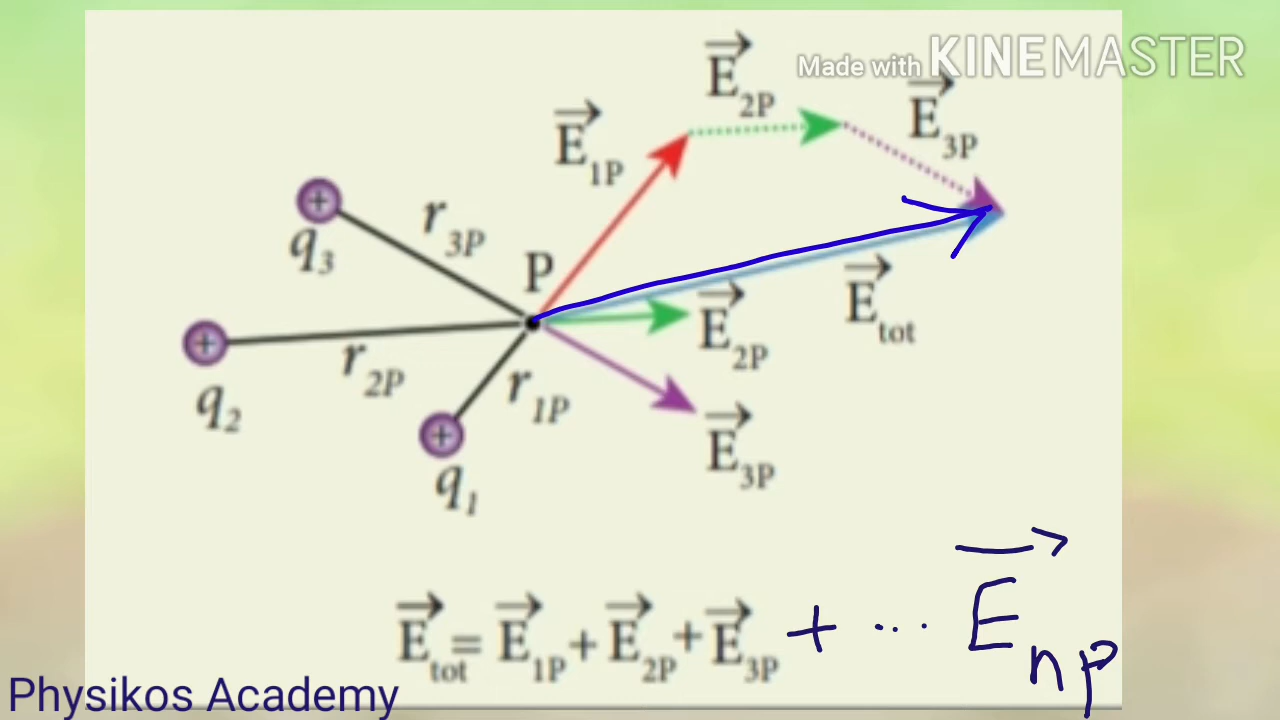 Made with KINEMASTER
E⃗2P
E⃗3P
E⃗1P
+
r3P
q3
P
E⃗tot
+
E⃗2P
r2P
r1P
q2
+
E⃗3P
q1
E⃗tot = E⃗1P + E⃗2P + E⃗3P + ... E⃗np
Physikos Academy